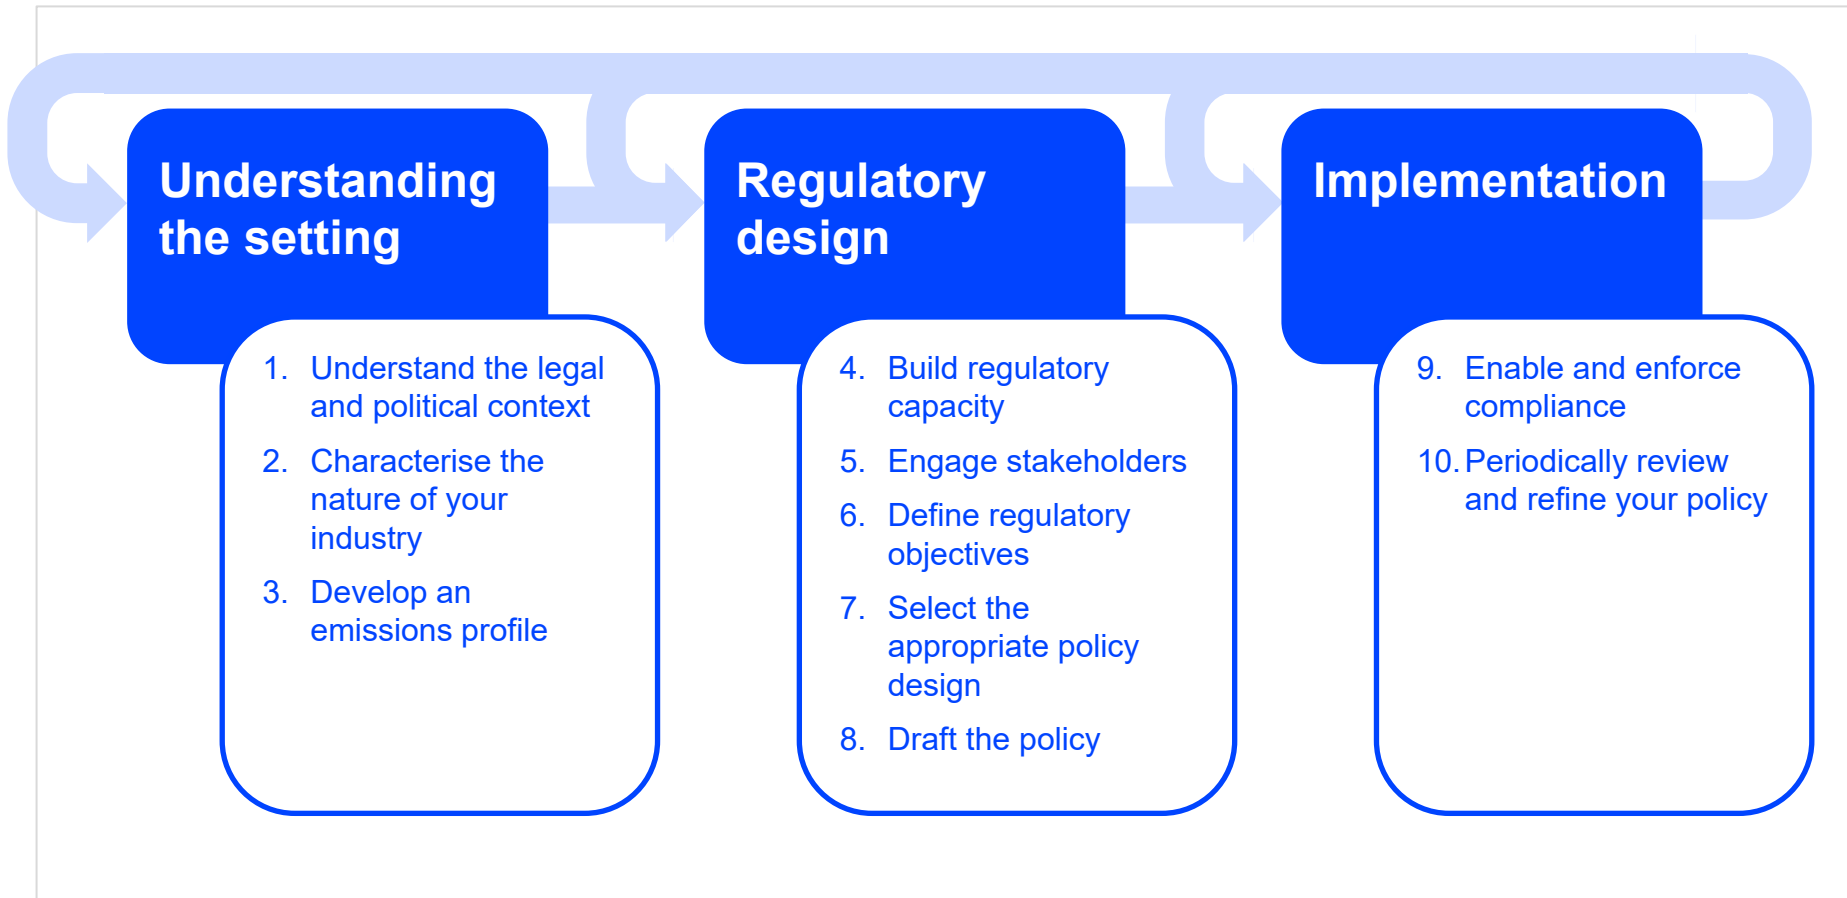 Understanding
the setting
1. Understand the legal
and political context
2. Characterise the
nature of your
industry
3. Develop an
emissions profile
Regulatory
design
4. Build regulatory
capacity
5. Engage stakeholders
6. Define regulatory
objectives
7. Select the
appropriate policy
design
8. Draft the policy
Implementation
9. Enable and enforce
compliance
10. Periodically review
and refine your policy